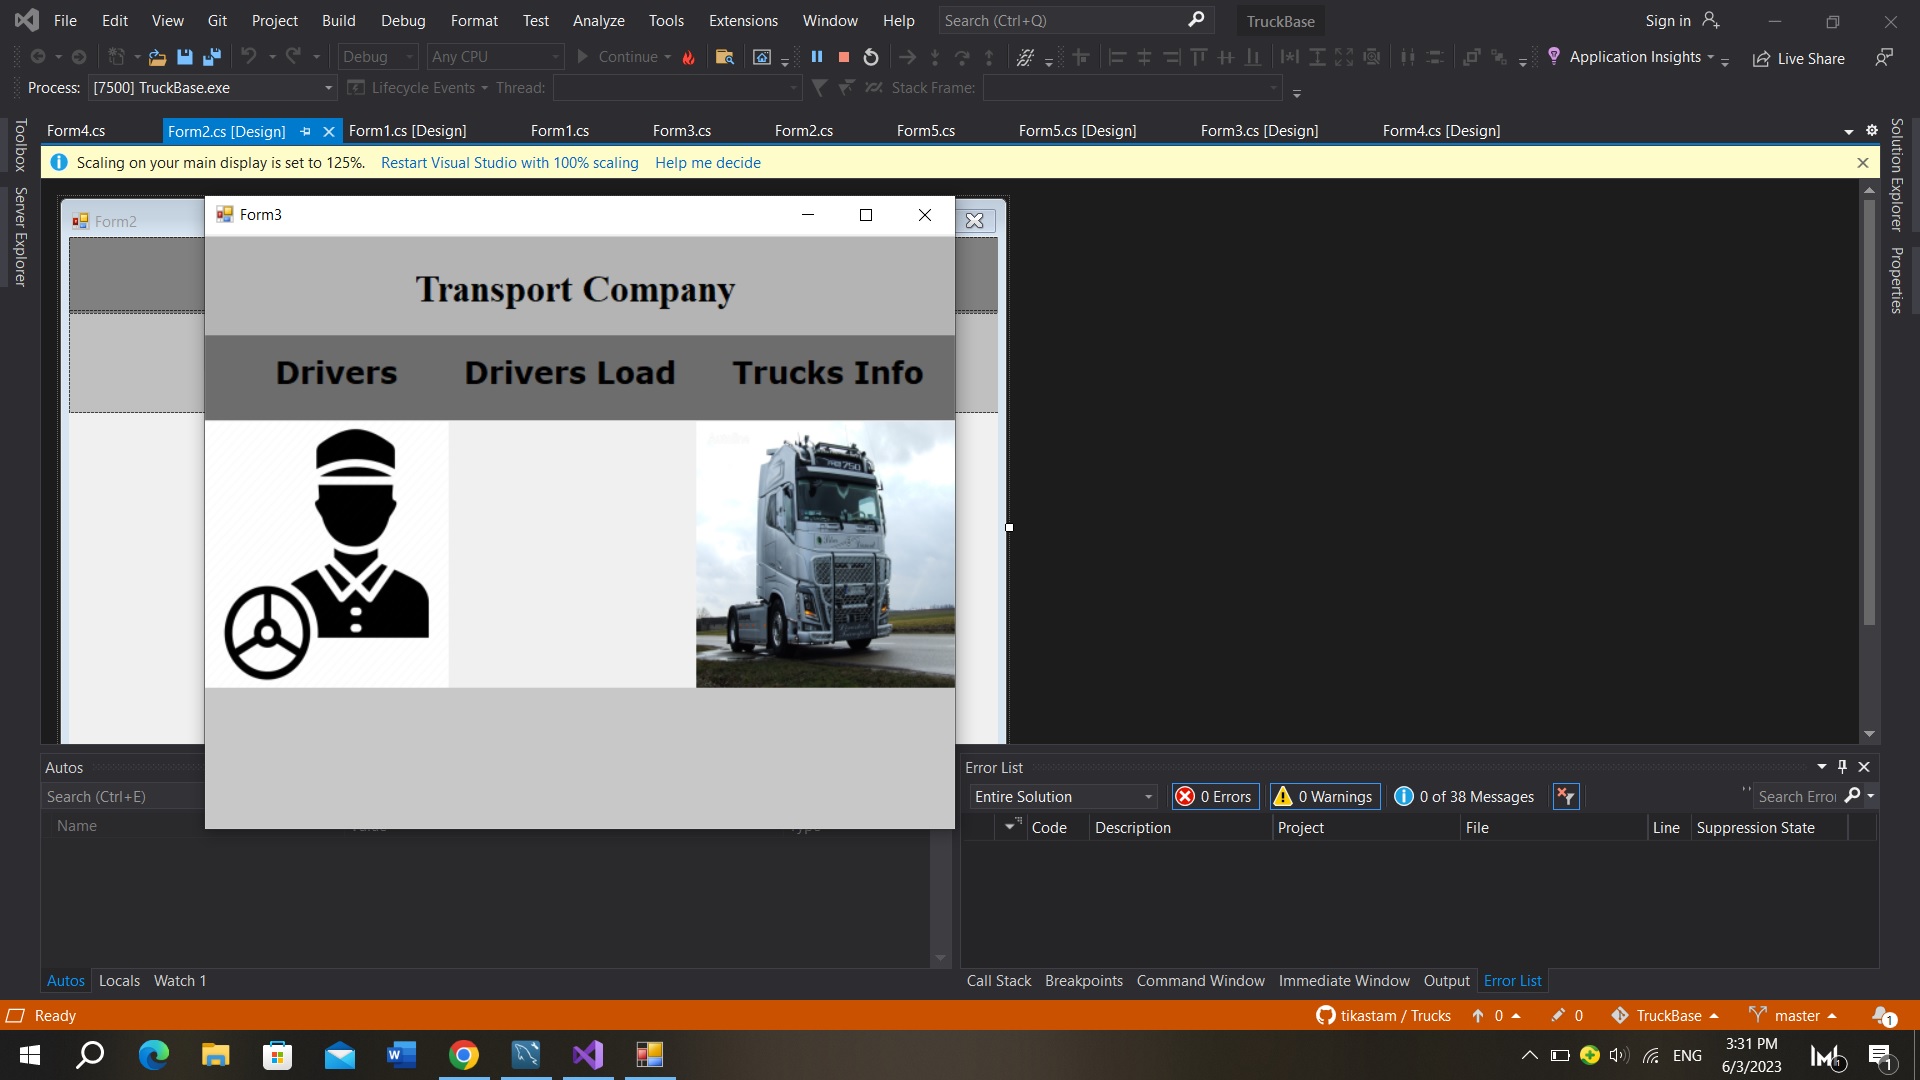 File Edit View Git Project Build Debug Format Test Analyze Tools Extensions Window Help Search (Ctrl+Q) TruckBase Sign in
Debug Any CPU Continue Application Insights Live Share
Process: [7500] TruckBase.exe Lifecycle Events Thread: Stack Frame:
Form4.cs Form2.cs [Design] Form1.cs [Design] Form1.cs Form3.cs Form2.cs Form5.cs Form5.cs [Design] Form3.cs [Design] Form4.cs [Design]
Scaling on your main display is set to 125%. Restart Visual Studio with 100% scaling Help me decide
Toolbox
Server Explorer
Solution Explorer
Properties
Form2
Form3
Transport Company
Drivers Drivers Load Trucks Info
750
Autos
Search (Ctrl+E)
Name
Autos Locals Watch 1
Error List
Entire Solution 0 Errors 0 Warnings 0 of 38 Messages Search Error
Code Description Project File Line Suppression State
Call Stack Breakpoints Command Window Immediate Window Output Error List
Ready tikastam / Trucks 0 0 TruckBase master 1
ENG 3:31 PM
6/3/2023
1
1